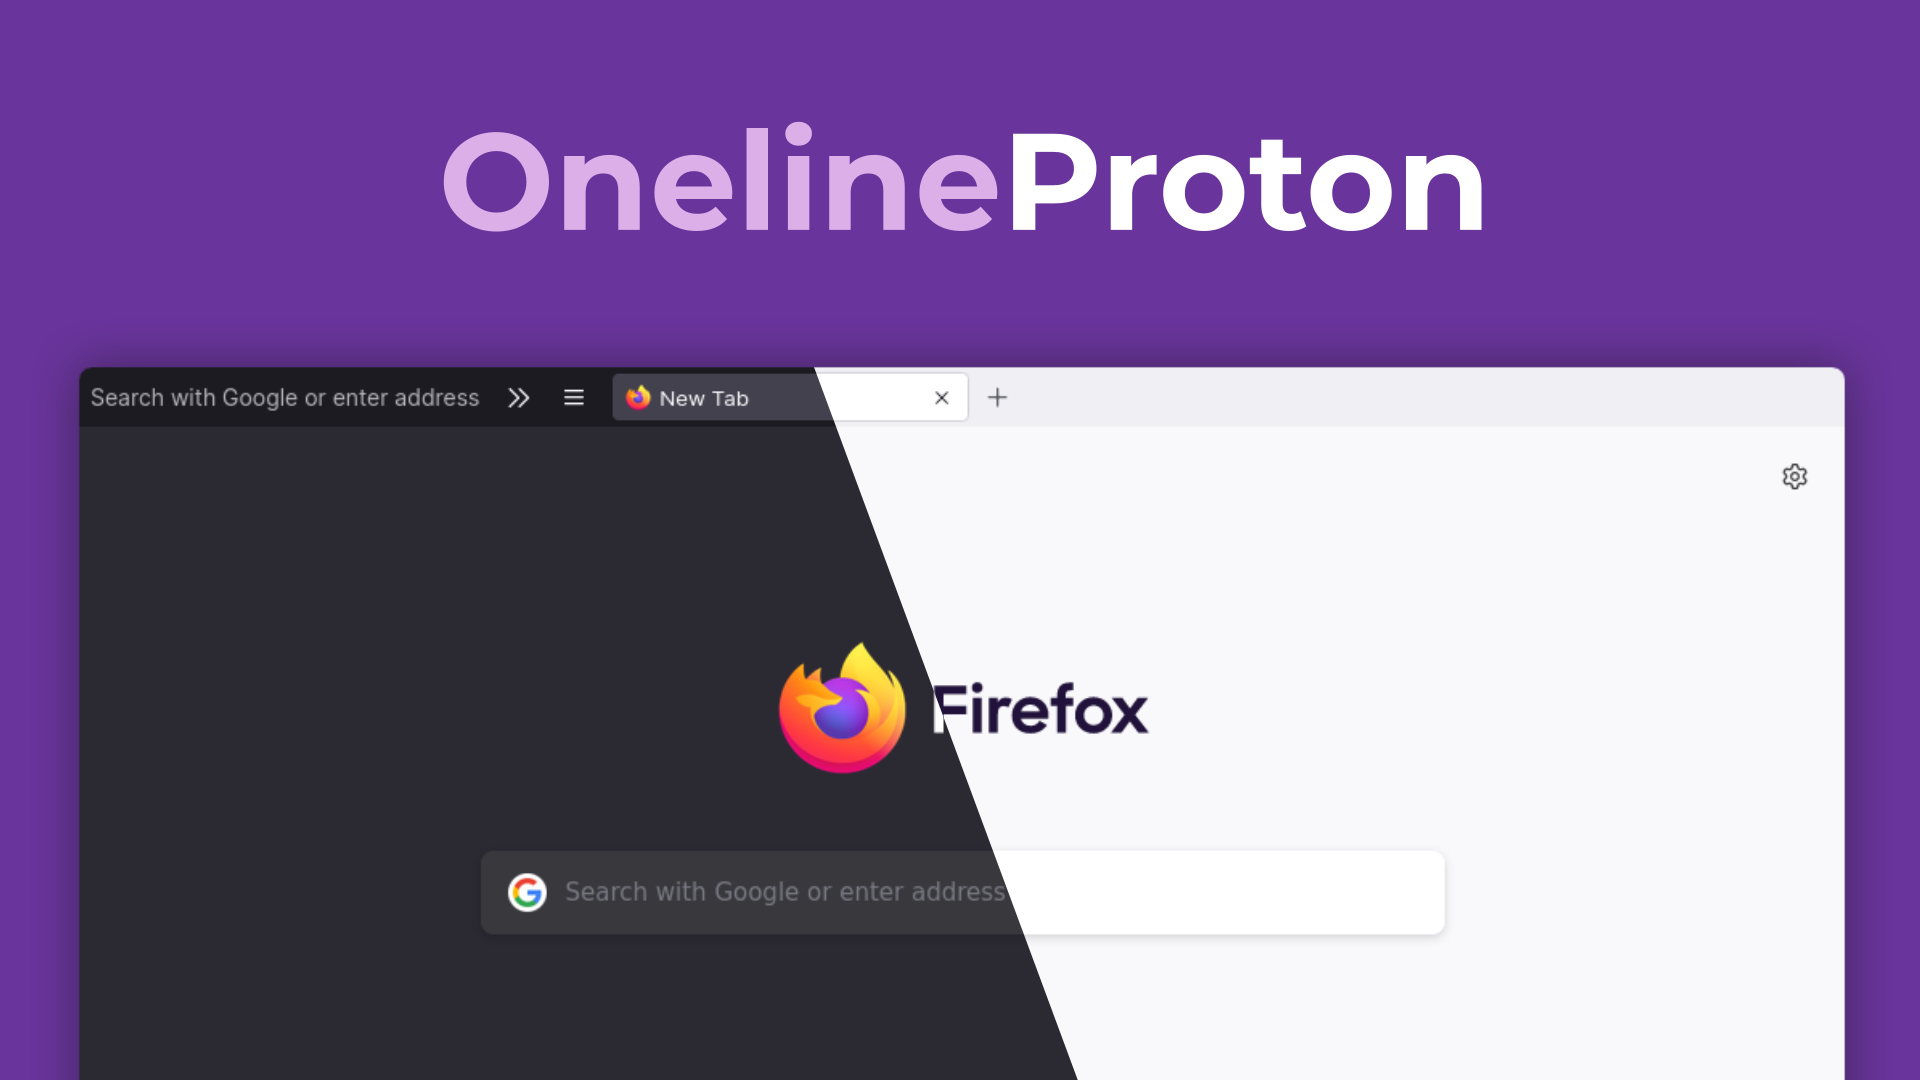 OnelineProton
Search with Google or enter address
New Tab
Firefox
Search with Google or enter address